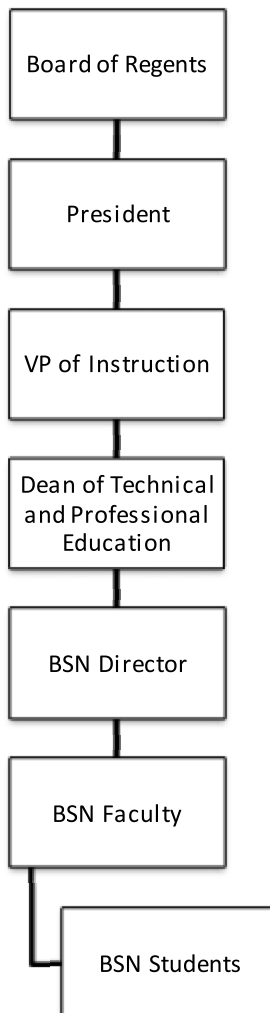 Board of Regents
President
VP of Instruction
Dean of Technical
and Professional
Education
BSN Director
BSN Faculty
BSN Students